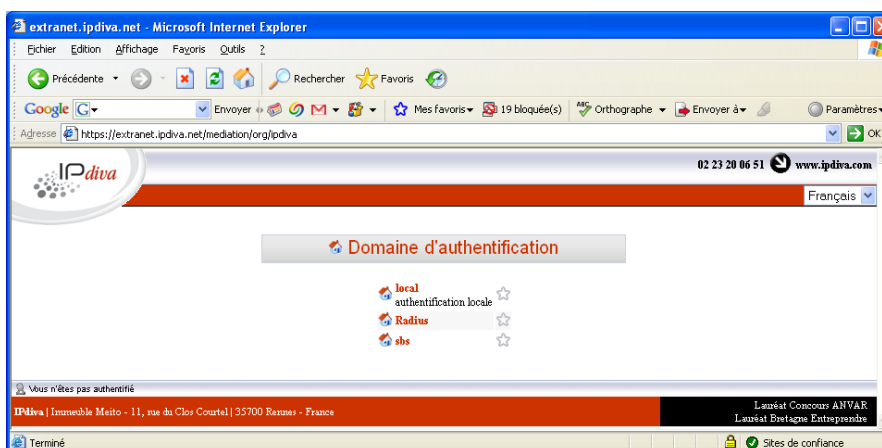 extranet.ipdiva.net - Microsoft Internet Explorer
Fichier Edition Affichage Favoris Outils ?
Précédente Rechercher Favoris
Google G Envoyer Mes favoris 19 bloquée(s) ABC Orthographe Envoyer à Paramètres
Adresse https://extranet.ipdiva.net/mediation/org/ipdiva OK
IPdiva 02 23 20 06 51 www.ipdiva.com
Français
Domaine d'authentification
local
authentification locale
Radius
sbs
Vous n'êtes pas authentifié
IPdiva | Immeuble Meito - 11, rue du Clos Courtel | 35700 Rennes - France
Lauréat Concours ANVAR
Lauréat Bretagne Entreprendre
Terminé Sites de confiance